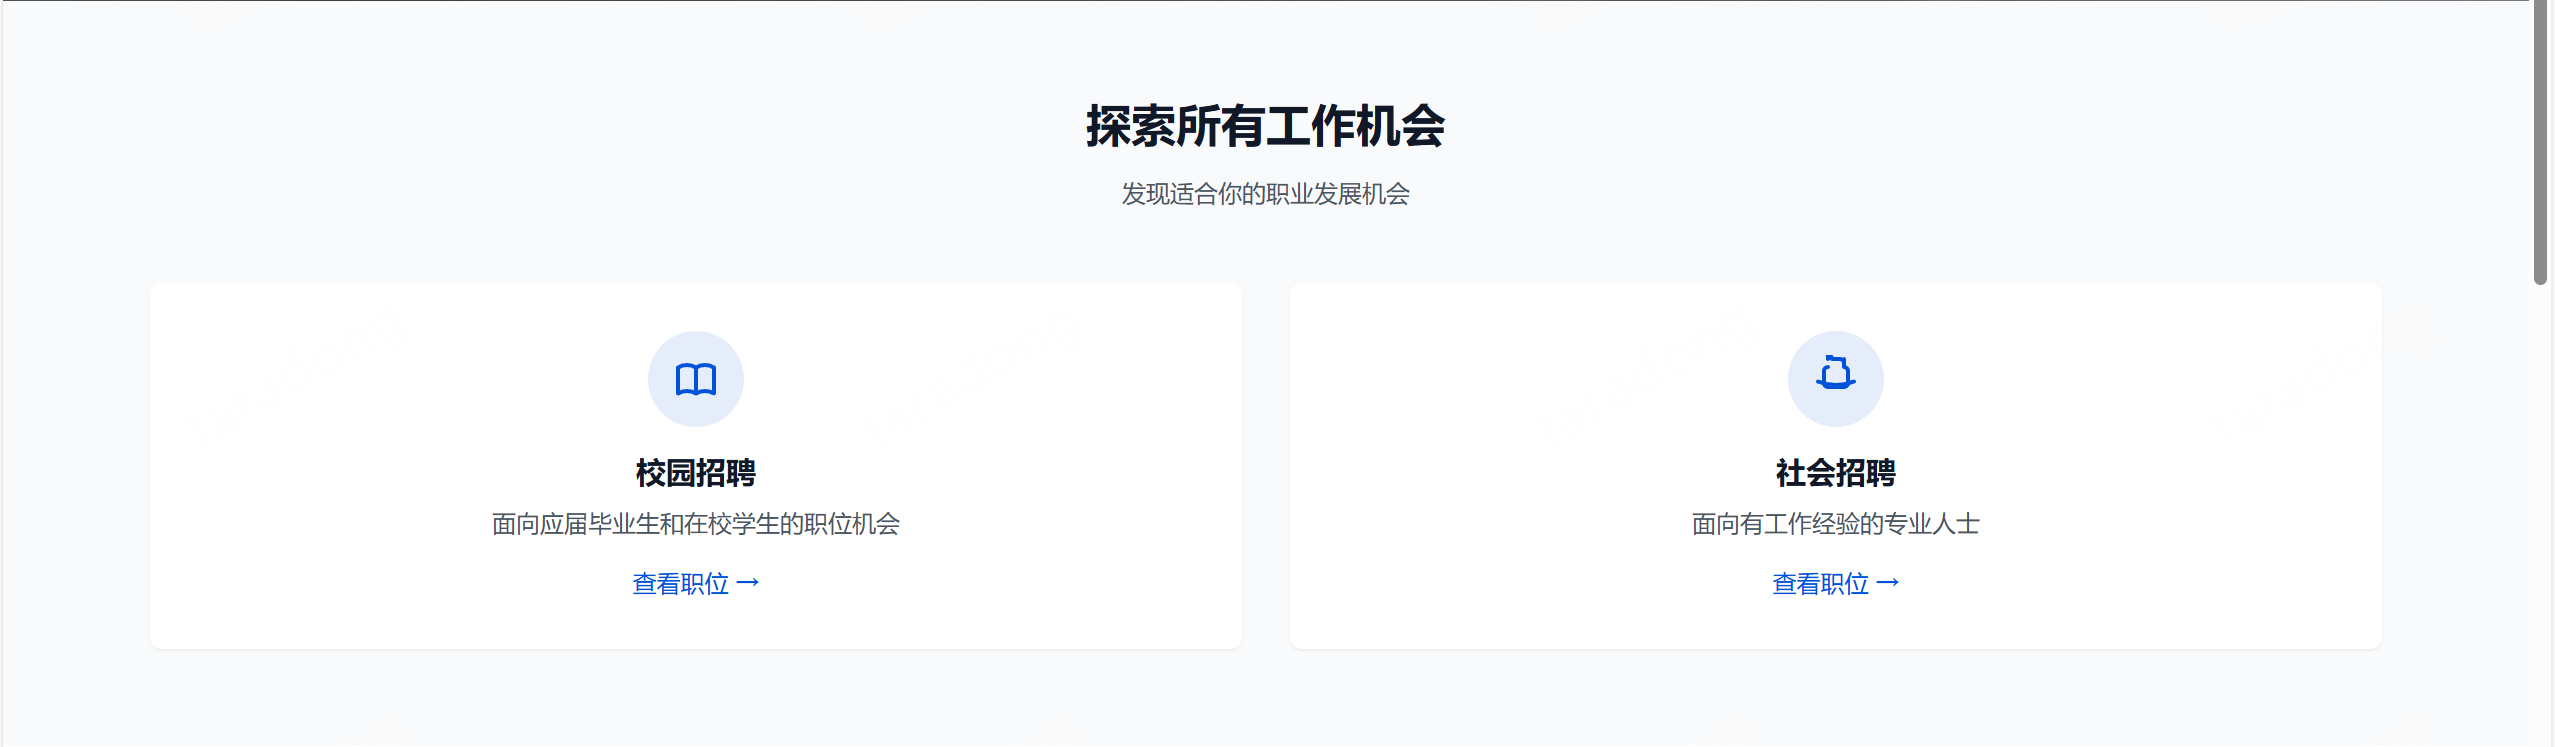 探索所有工作机会
发现适合你的职业发展机会
校园招聘
面向应届毕业生和在校学生的职位机会
查看职位 →
社会招聘
面向有工作经验的专业人士
查看职位 →